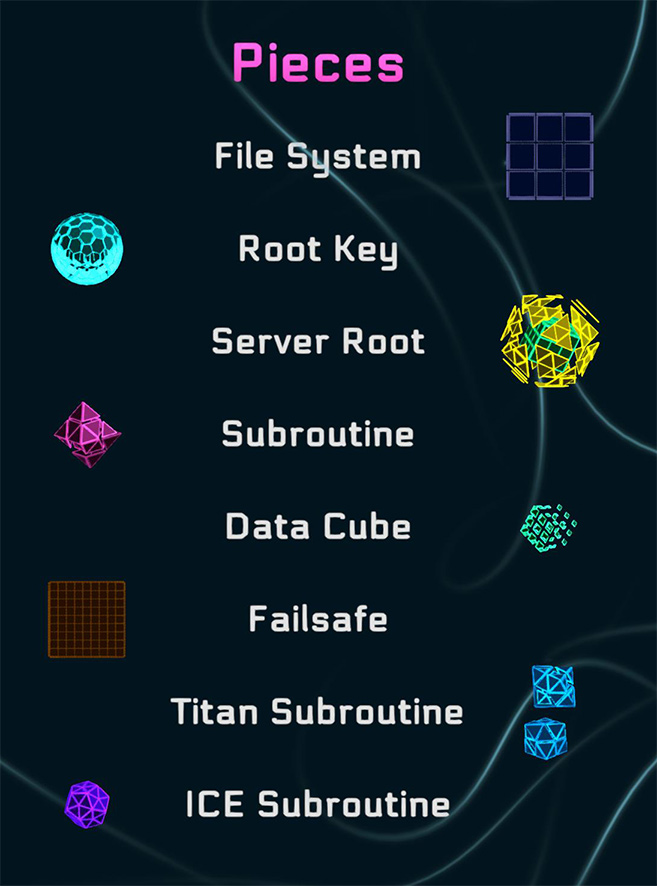 Pieces
File System
Root Key
Server Root
Subroutine
Data Cube
Failsafe
Titan Subroutine
ICE Subroutine